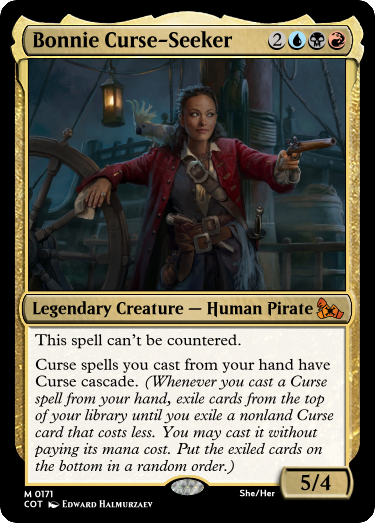 Bonnie Curse-Seeker 2
This spell can't be countered.
Legendary Creature — Human Pirate
Curse spells you cast from your hand have
Curse cascade. (Whenever you cast a Curse
spell from your hand, exile cards from the top
of your library until you exile a nonland Curse
card that costs less. You may cast it without
paying its mana cost. Put the exiled cards on
the bottom in a random order.)
5/4
M 0171
She/Her
COT Edward Halmurzaev